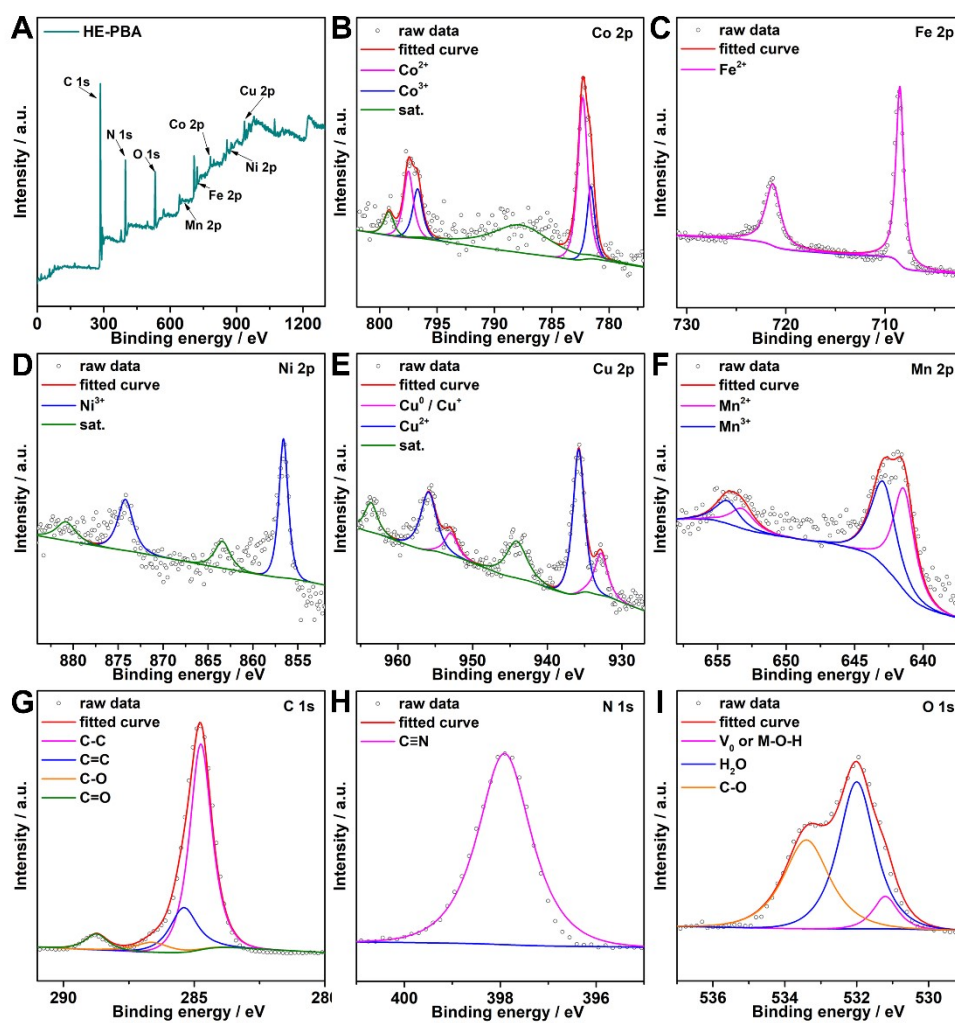 A
HE-PBA
C 1s
N 1s
O 1s
Mn 2p
Fe 2p
Co 2p
Ni 2p
Cu 2p
Intensity / a.u.
0 300 600 900 1200
Binding energy / eV
B
raw data
fitted curve
Co²⁺
Co³⁺
sat.
Co 2p
Intensity / a.u.
800 795 790 785 780
Binding energy / eV
C
raw data
fitted curve
Fe²⁺
Fe 2p
Intensity / a.u.
730 720 710
Binding energy / eV
D
raw data
fitted curve
Ni³⁺
sat.
Ni 2p
Intensity / a.u.
880 875 870 865 860 855
Binding energy / eV
E
raw data
fitted curve
Cu⁰ / Cu⁺
Cu²⁺
sat.
Cu 2p
Intensity / a.u.
960 950 940 930
Binding energy / eV
F
raw data
fitted curve
Mn²⁺
Mn³⁺
Mn 2p
Intensity / a.u.
655 650 645 640
Binding energy / eV
G
raw data
fitted curve
C-C
C=C
C-O
C=O
C 1s
Intensity / a.u.
290 285 280
Binding energy / eV
H
raw data
fitted curve
C≡N
N 1s
Intensity / a.u.
400 398 396
Binding energy / eV
I
raw data
fitted curve
V₀ or M-O-H
H₂O
C-O
O 1s
Intensity / a.u.
536 534 532 530
Binding energy / eV